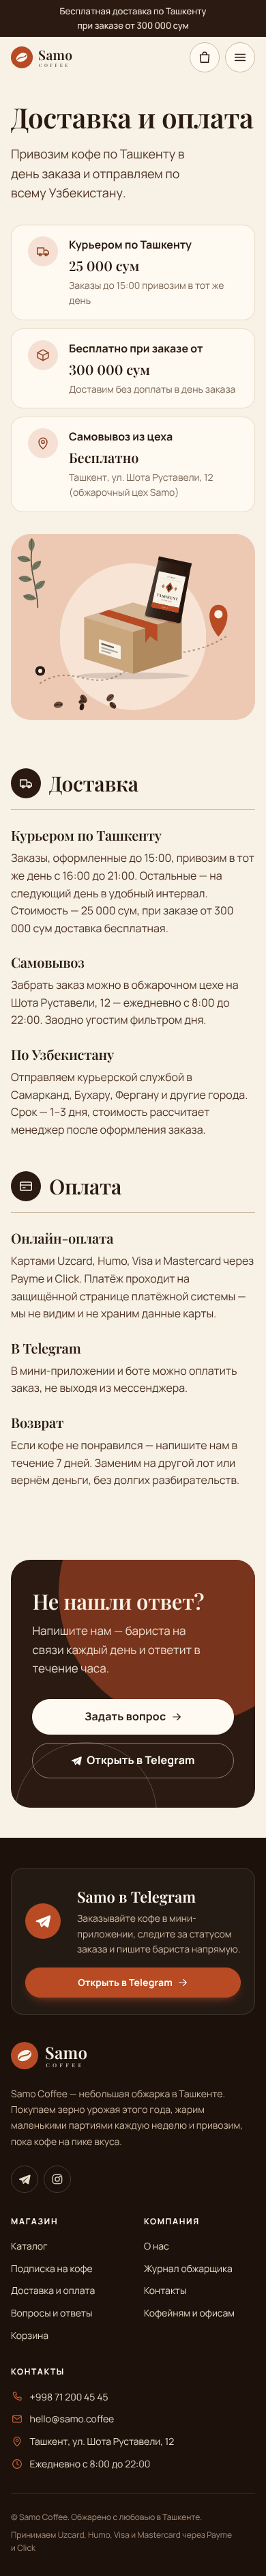 Бесплатная доставка по Ташкенту
при заказе от 300 000 сум
Samo
COFFEE
Доставка и оплата
Привозим кофе по Ташкенту в
день заказа и отправляем по
всему Узбекистану.
Курьером по Ташкенту
25 000 сум
Заказы до 15:00 привозим в тот же
день
Бесплатно при заказе от
300 000 сум
Доставим без доплаты в день заказа
Самовывоз из цеха
Бесплатно
Ташкент, ул. Шота Руставели, 12
(обжарочный цех Samo)
Доставка
Курьером по Ташкенту
Заказы, оформленные до 15:00, привозим в тот
же день с 16:00 до 21:00. Остальные — на
следующий день в удобный интервал.
Стоимость — 25 000 сум, при заказе от 300
000 сум доставка бесплатная.
Самовывоз
Забрать заказ можно в обжарочном цехе на
Шота Руставели, 12 — ежедневно с 8:00 до
22:00. Заодно угостим фильтром дня.
По Узбекистану
Отправляем курьерской службой в
Самарканд, Бухару, Фергану и другие города.
Срок — 1–3 дня, стоимость рассчитает
менеджер после оформления заказа.
Оплата
Онлайн-оплата
Картами Uzcard, Humo, Visa и Mastercard через
Payme и Click. Платёж проходит на
защищённой странице платёжной системы —
мы не видим и не храним данные карты.
В Telegram
В мини-приложении и боте можно оплатить
заказ, не выходя из мессенджера.
Возврат
Если кофе не понравился — напишите нам в
течение 7 дней. Заменим на другой лот или
вернём деньги, без долгих разбирательств.
Не нашли ответ?
Напишите нам — бариста на
связи каждый день и ответит в
течение часа.
Задать вопрос
Открыть в Telegram
Samo в Telegram
Заказывайте кофе в мини-
приложении, следите за статусом
заказа и пишите бариста напрямую.
Открыть в Telegram
Samo
COFFEE
Samo Coffee — небольшая обжарка в Ташкенте.
Покупаем зерно урожая этого года, жарим
маленькими партиями каждую неделю и привозим,
пока кофе на пике вкуса.
МАГАЗИН
Каталог
Подписка на кофе
Доставка и оплата
Вопросы и ответы
Корзина
КОМПАНИЯ
О нас
Журнал обжарщика
Контакты
Кофейням и офисам
КОНТАКТЫ
+998 71 200 45 45
hello@samo.coffee
Ташкент, ул. Шота Руставели, 12
Ежедневно с 8:00 до 22:00
© Samo Coffee. Обжарено с любовью в Ташкенте.
Принимаем Uzcard, Humo, Visa и Mastercard через Payme
и Click